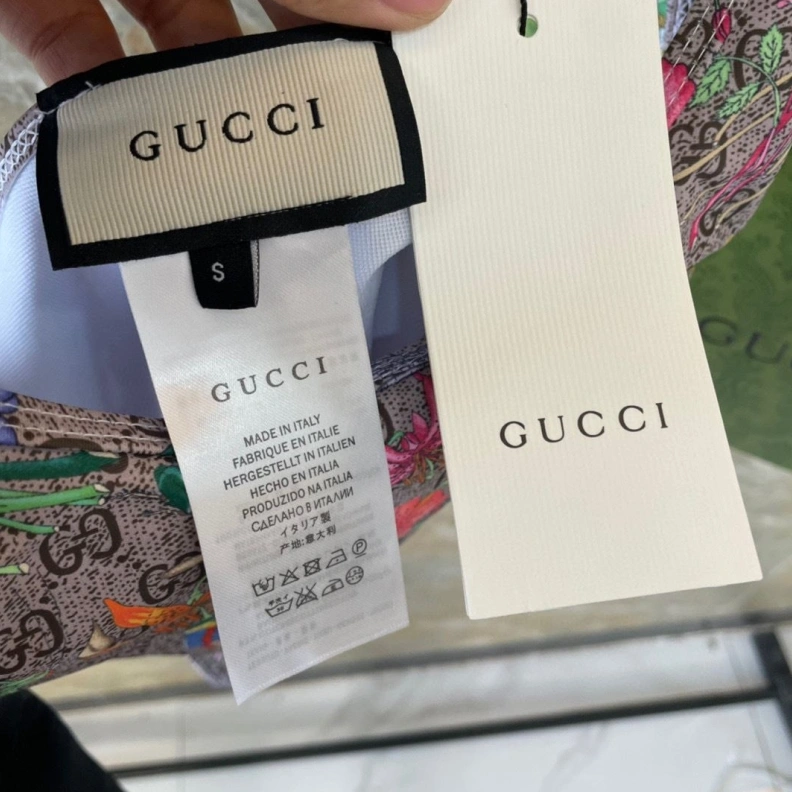 GUCCI
S
GUCCI
MADE IN ITALY
FABRIQUE EN ITALIE
HERGESTELLT IN ITALIEN
HECHO EN ITALIA
PRODUZIDO NA ITALIA
СДЕЛАНО В ИТАЛИИ
イタリア製
产地:意大利
GUCCI